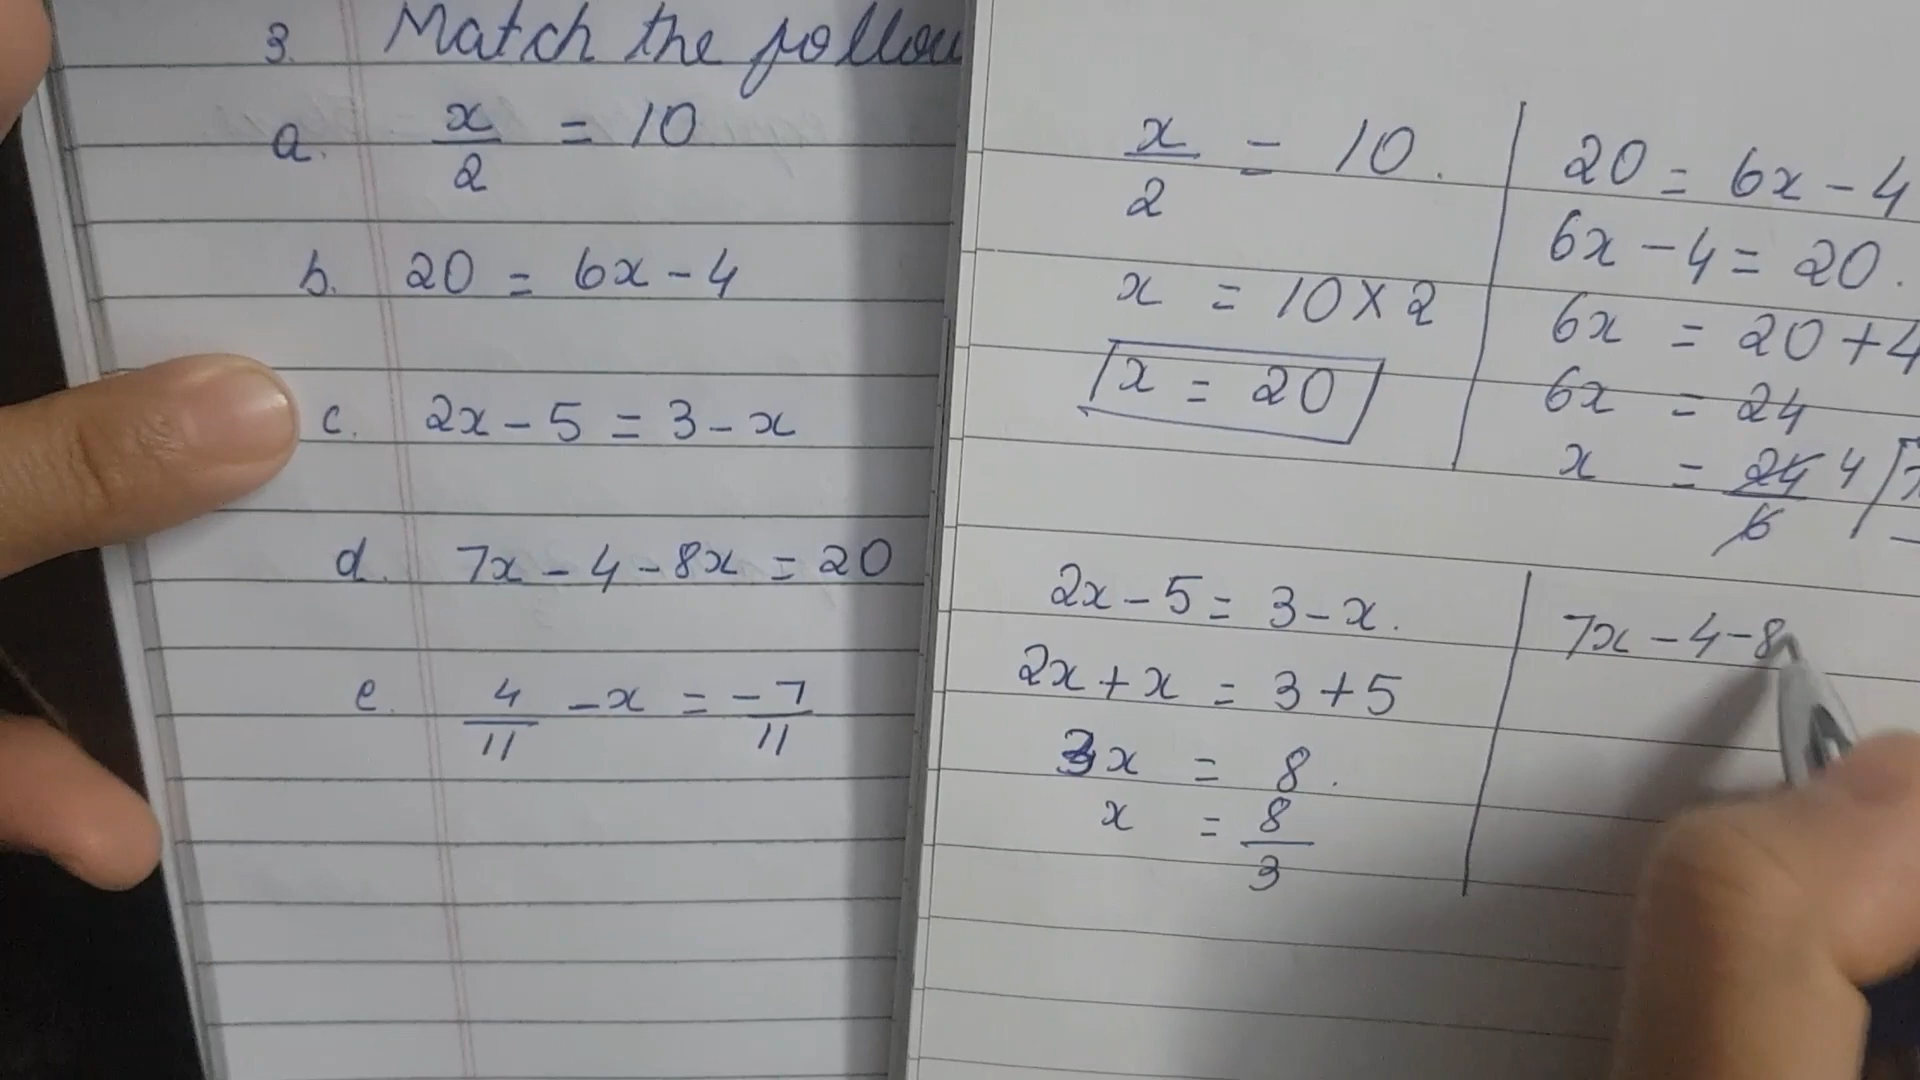 3. Match the follow
a. x/2 = 10
b. 20 = 6x - 4
c. 2x - 5 = 3 - x
d. 7x - 4 - 8x = 20
e. 4/11 - x = -7/11
x/2 = 10.
x = 10 X 2
x = 20
20 = 6x - 4
6x - 4 = 20.
6x = 20 + 4
6x = 24
x = 24/6 4
2x - 5 = 3 - x.
2x + x = 3 + 5
3x = 8.
x = 8/3
7x - 4 - 8